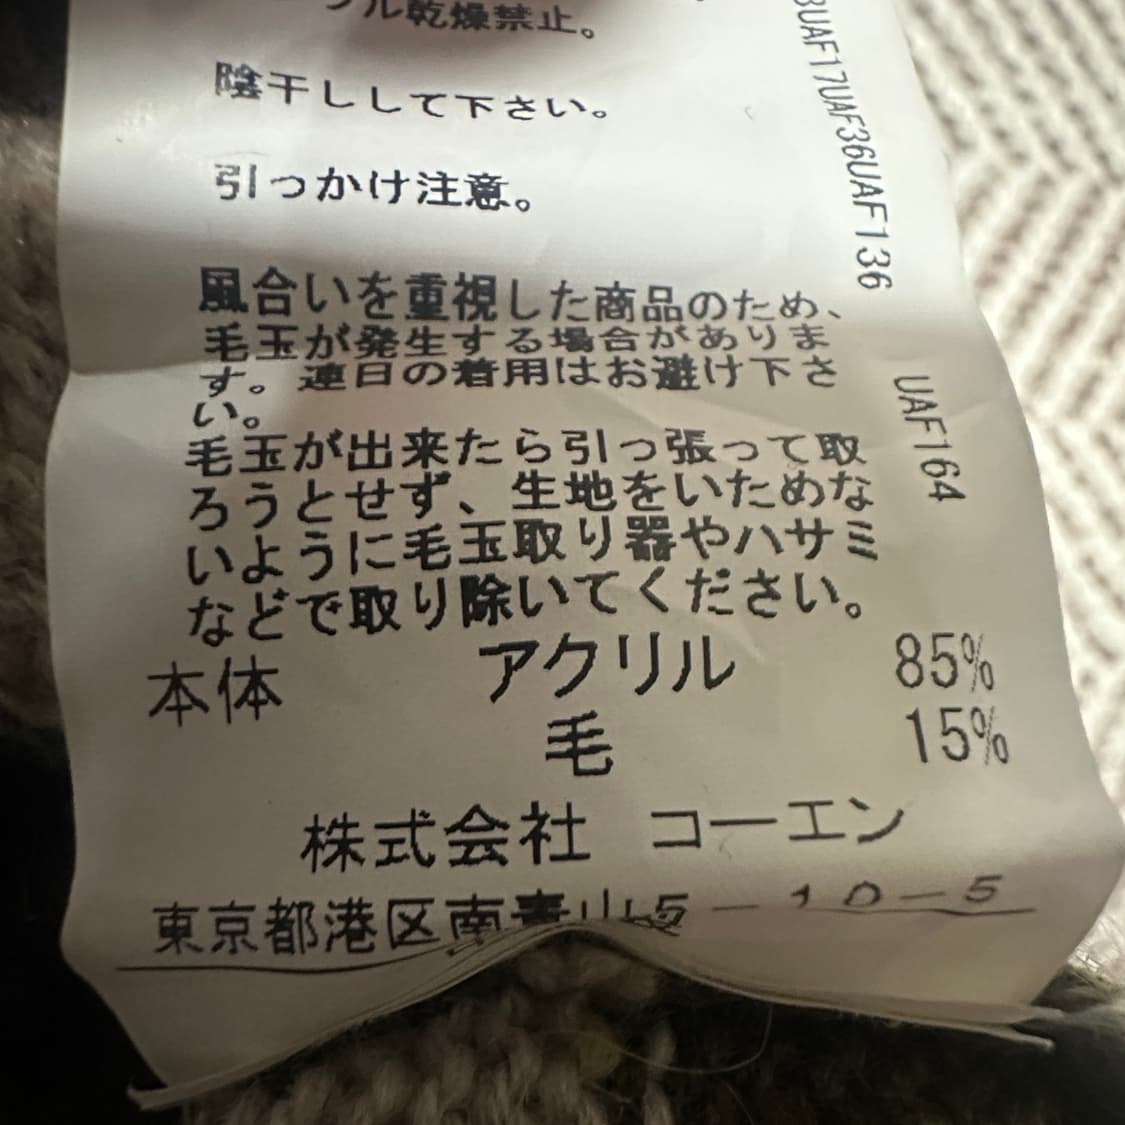 ル乾燥禁止。
陰干しして下さい。
引っかけ注意。
風合いを重視した商品のため、
毛玉が発生する場合がありま
す。連日の着用はお避け下さ
い。
毛玉が出来たら引っ張って取
ろうとせず、生地をいためな
いように毛玉取り器やハサミ
などで取り除いてください。
本体 アクリル 85%
毛 15%
株式会社 コーエン
東京都港区南青山5－10－5
UAF17UAF36UAF136
UAF164